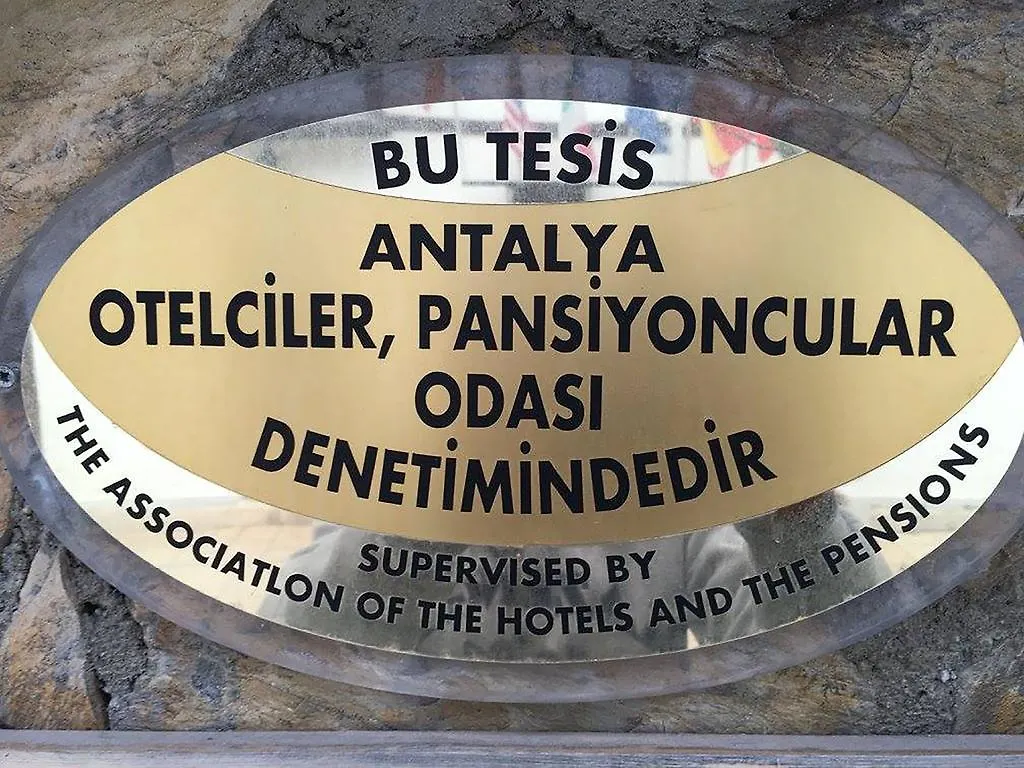 BU TESİS
ANTALYA
OTELCİLER, PANSİYONCULAR
ODASI
DENETİMİNDEDİR
SUPERVISED BY
THE ASSOCIATLON OF THE HOTELS AND THE PENSIONS